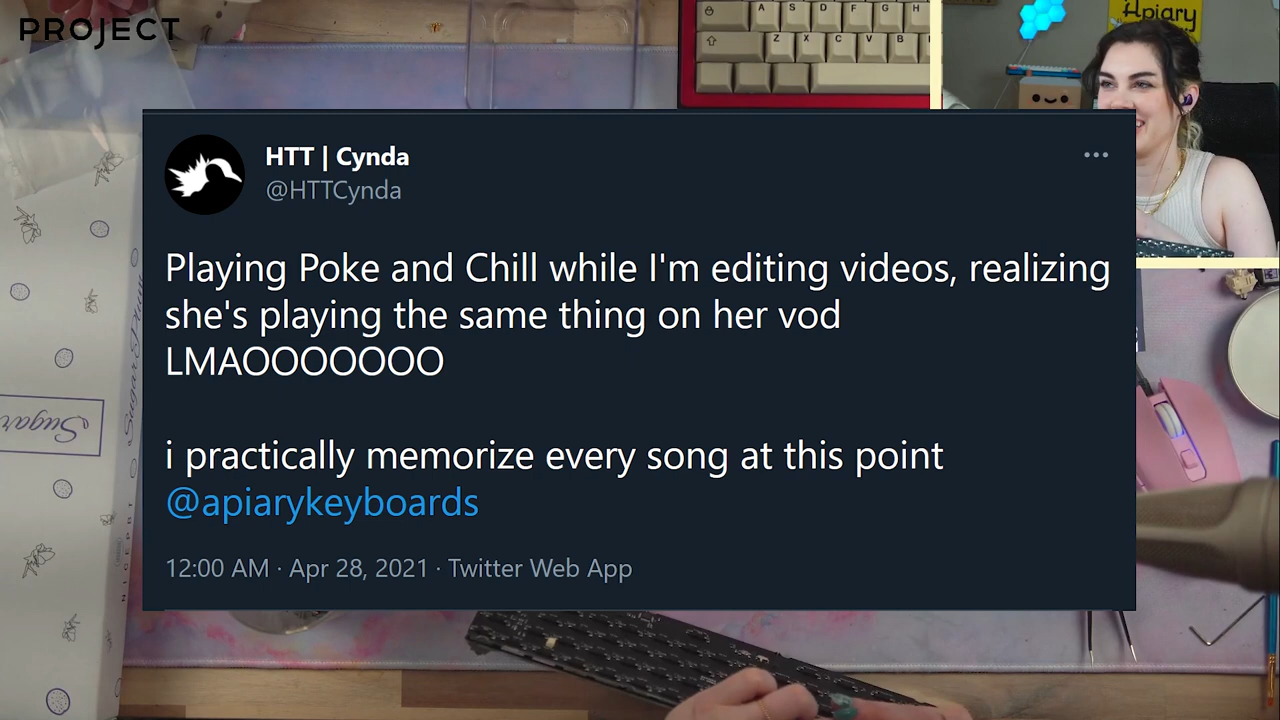 PROJECT
Apiary
A S D F G H
Z X C V B
HTT | Cynda
@HTTCynda
Playing Poke and Chill while I'm editing videos, realizing
she's playing the same thing on her vod
LMAOOOOOOO
i practically memorize every song at this point
@apiarykeyboards
12:00 AM · Apr 28, 2021 · Twitter Web App
Sugar